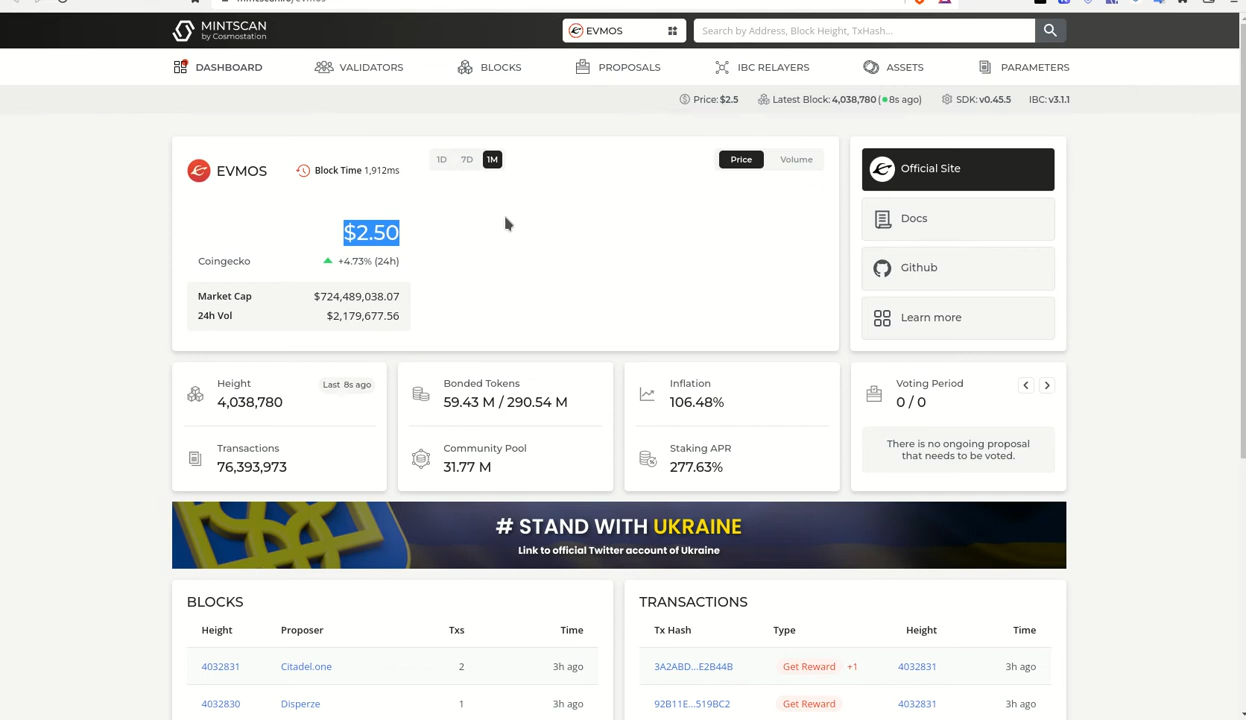 MINTSCAN
by Cosmostation
EVMOS
Search by Address, Block Height, TxHash...
DASHBOARD
VALIDATORS
BLOCKS
PROPOSALS
IBC RELAYERS
ASSETS
PARAMETERS
Price: $2.5
Latest Block: 4,038,780 (●8s ago)
SDK: v0.45.5
IBC: v3.1.1
EVMOS
Block Time 1,912ms
1D
7D
1M
Price
Volume
$2.50
Coingecko
+4.73% (24h)
Market Cap
$724,489,038.07
24h Vol
$2,179,677.56
Official Site
Docs
Github
Learn more
Height
Last 8s ago
4,038,780
Transactions
76,393,973
Bonded Tokens
59.43 M / 290.54 M
Community Pool
31.77 M
Inflation
106.48%
Staking APR
277.63%
Voting Period
0 / 0
There is no ongoing proposal
that needs to be voted.
# STAND WITH UKRAINE
Link to official Twitter account of Ukraine
BLOCKS
Height Proposer Txs Time
4032831 Citadel.one 2 3h ago
4032830 Disperze 1 3h ago
TRANSACTIONS
Tx Hash Type Height Time
3A2ABD...E2B44B Get Reward +1 4032831 3h ago
92B11E...519BC2 Get Reward 4032831 3h ago